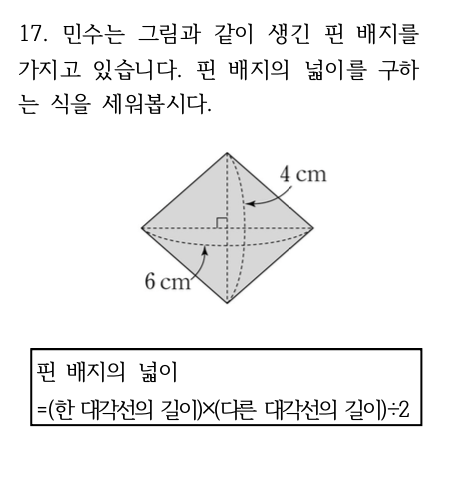 17. 민수는 그림과 같이 생긴 핀 배지를
가지고 있습니다. 핀 배지의 넓이를 구하
는 식을 세워봅시다.
4 cm
6 cm
핀 배지의 넓이
=(한 대각선의 길이)×(다른 대각선의 길이)÷2